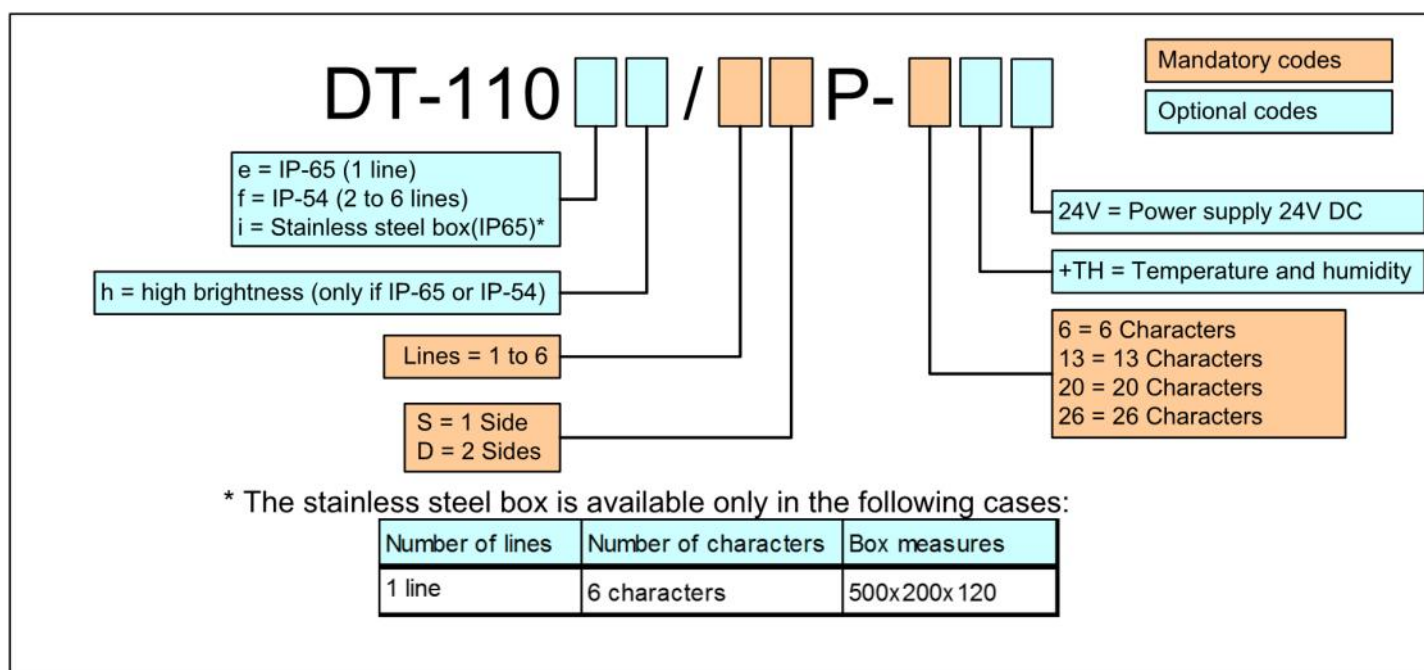 DT-110 / P-
Mandatory codes
Optional codes
e = IP-65 (1 line)
f = IP-54 (2 to 6 lines)
i = Stainless steel box(IP65)*
24V = Power supply 24V DC
h = high brightness (only if IP-65 or IP-54)
+TH = Temperature and humidity
Lines = 1 to 6
6 = 6 Characters
13 = 13 Characters
20 = 20 Characters
26 = 26 Characters
S = 1 Side
D = 2 Sides
* The stainless steel box is available only in the following cases:
Number of lines Number of characters Box measures
1 line 6 characters 500x200x120